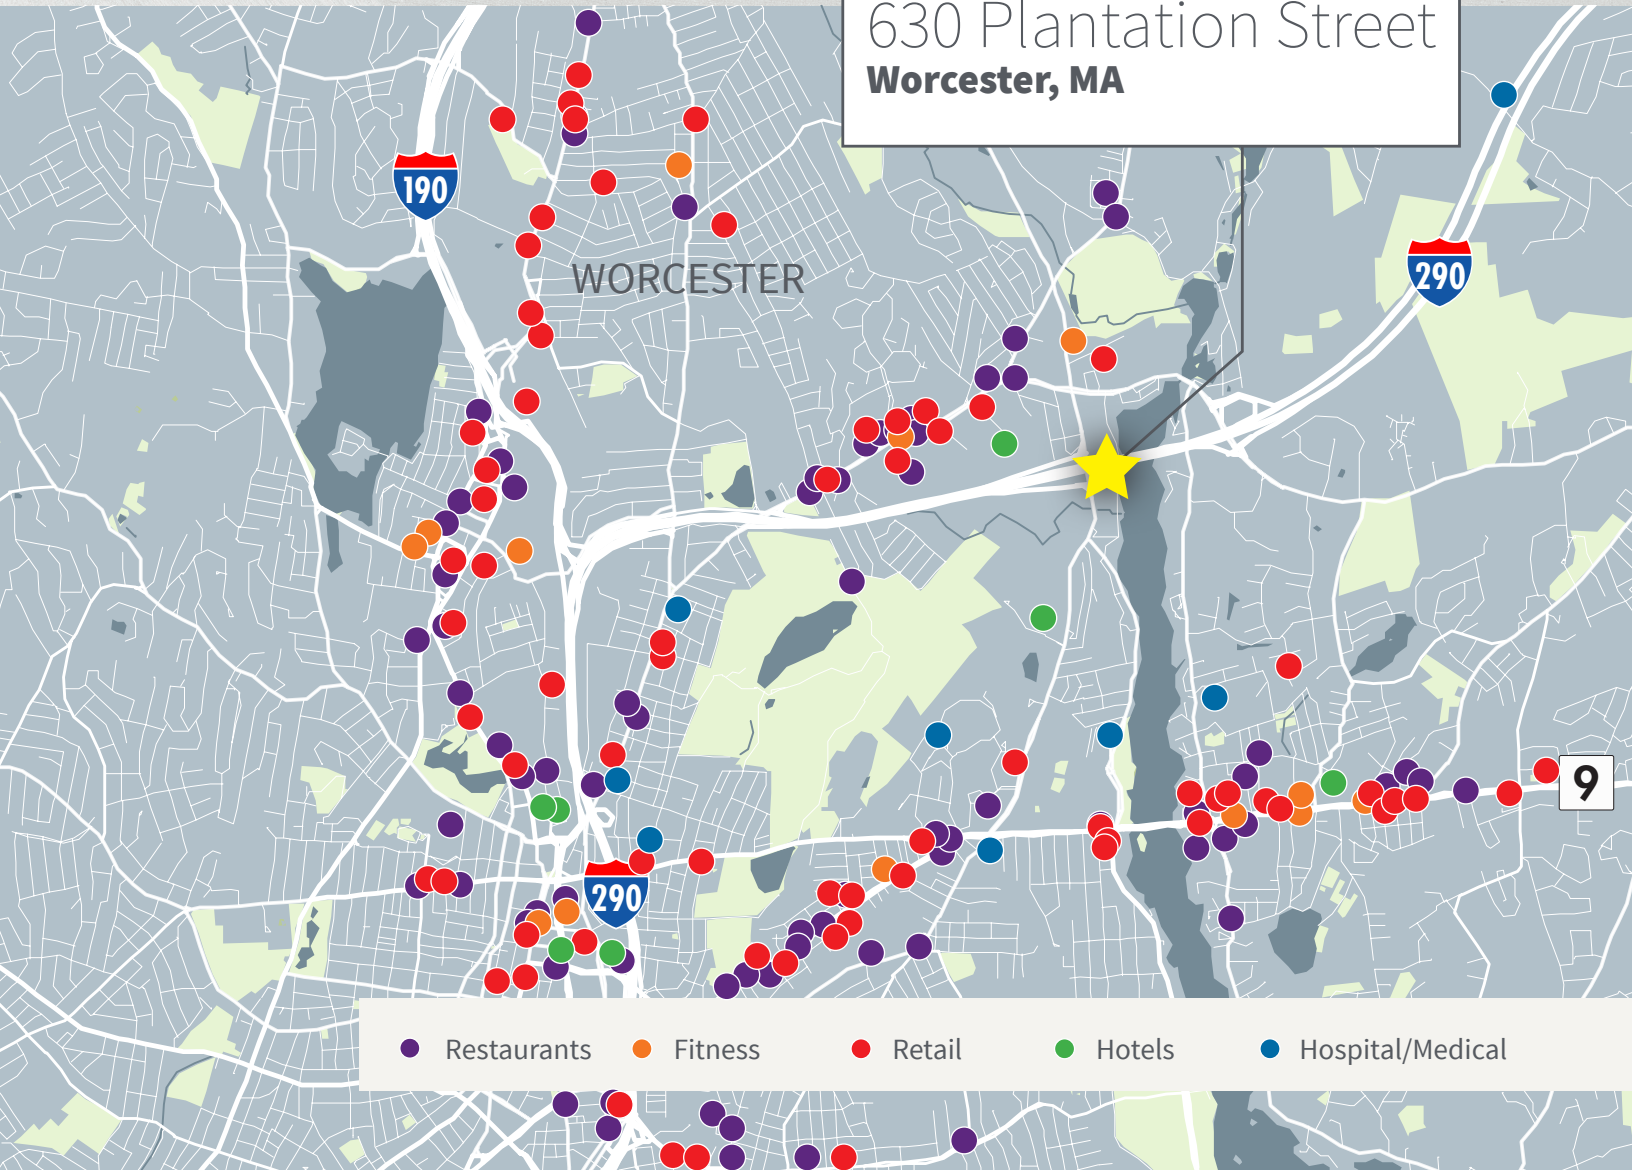 630 Plantation Street
Worcester, MA
190
290
WORCESTER
9
290
Restaurants
Fitness
Retail
Hotels
Hospital/Medical